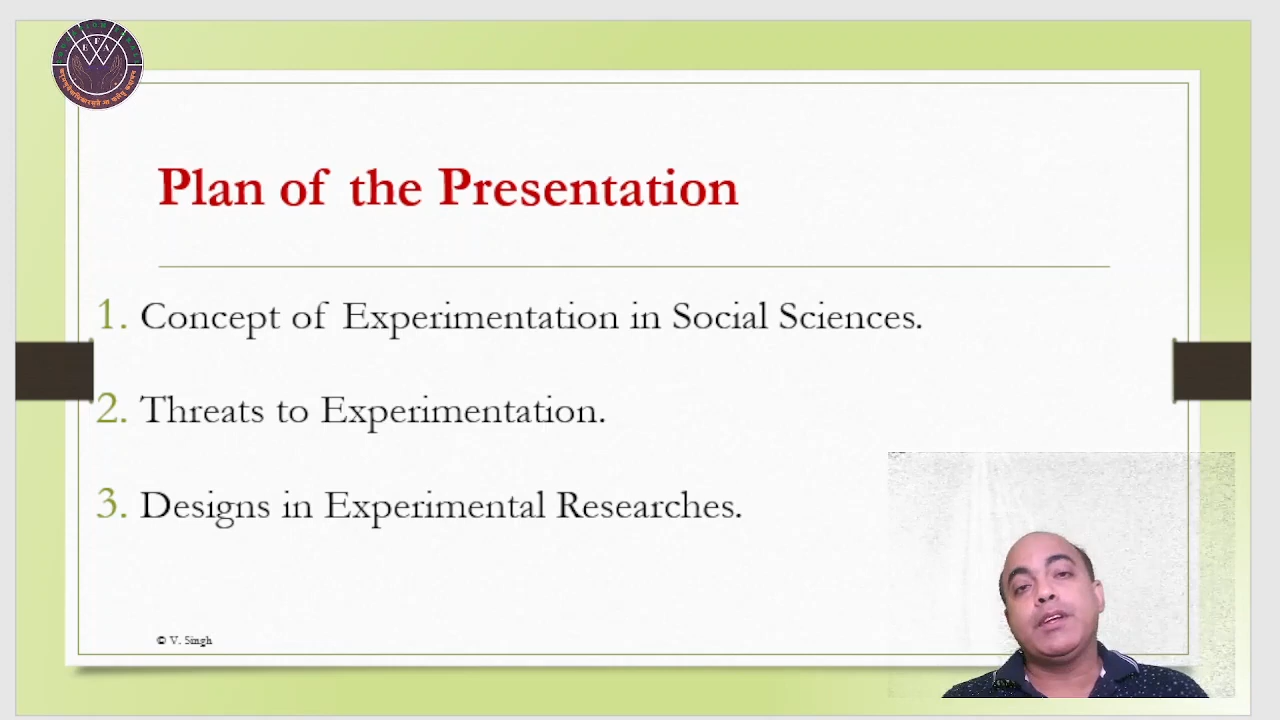 E F A
Plan of the Presentation
1. Concept of Experimentation in Social Sciences.
2. Threats to Experimentation.
3. Designs in Experimental Researches.
© V. Singh